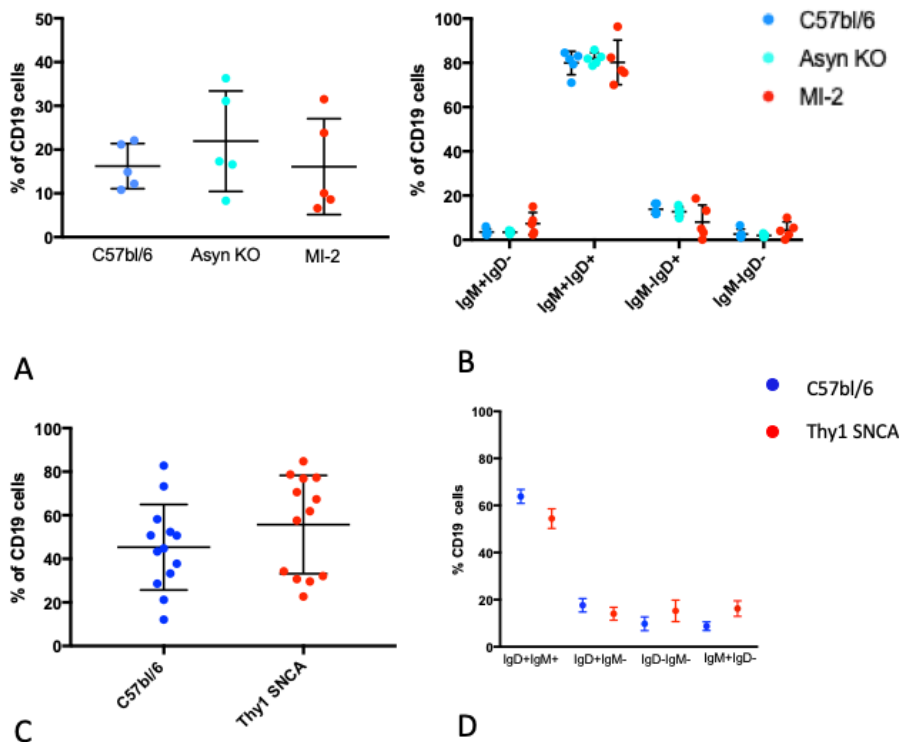 50
40
30
20
10
0
% of CD19 cells
C57bl/6
Asyn KO
MI-2
A
100
80
60
40
20
0
% of CD19 cells
IgM+IgD-
IgM+IgD+
IgM-IgD+
IgM-IgD-
C57bl/6
Asyn KO
MI-2
B
100
80
60
40
20
0
% of CD19 cells
C57bl/6
Thy1 SNCA
C
100
80
60
40
20
0
% CD19 cells
IgD+IgM+
IgD+IgM-
IgD-IgM-
IgM+IgD-
C57bl/6
Thy1 SNCA
D